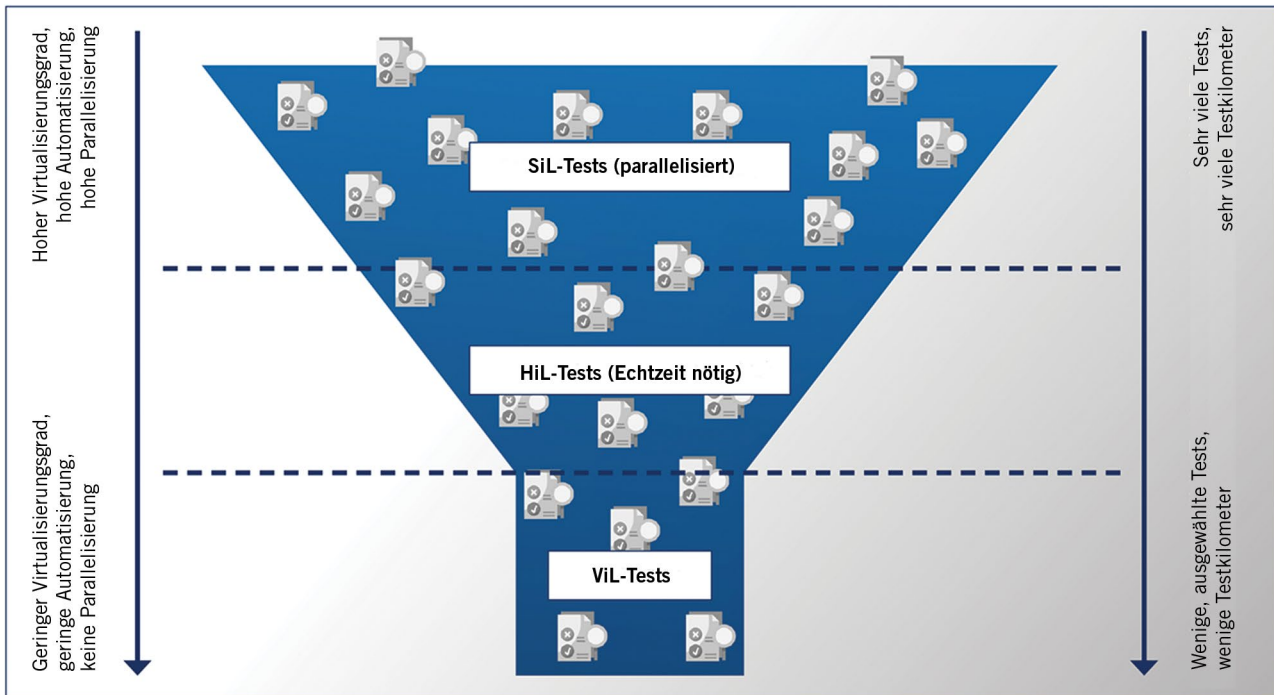 Hoher Virtualisierungsgrad,
hohe Automatisierung,
hohe Parallelisierung
Sehr viele Tests,
sehr viele Testkilometer
SiL-Tests (parallelisiert)
HiL-Tests (Echtzeit nötig)
ViL-Tests
Geringer Virtualisierungsgrad,
geringe Automatisierung,
keine Parallelisierung
Wenige, ausgewählte Tests,
wenige Testkilometer